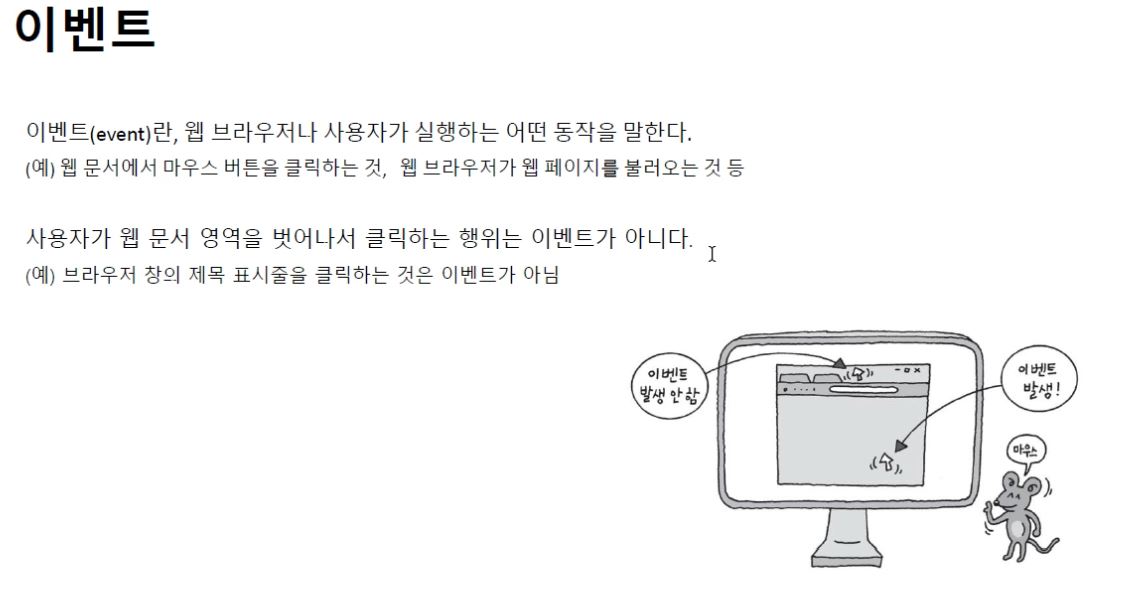 이벤트
이벤트(event)란, 웹 브라우저나 사용자가 실행하는 어떤 동작을 말한다.
(예) 웹 문서에서 마우스 버튼을 클릭하는 것, 웹 브라우저가 웹 페이지를 불러오는 것 등
사용자가 웹 문서 영역을 벗어나서 클릭하는 행위는 이벤트가 아니다.
(예) 브라우저 창의 제목 표시줄을 클릭하는 것은 이벤트가 아님
이벤트
발생 안 함
이벤트
발생!
마우스